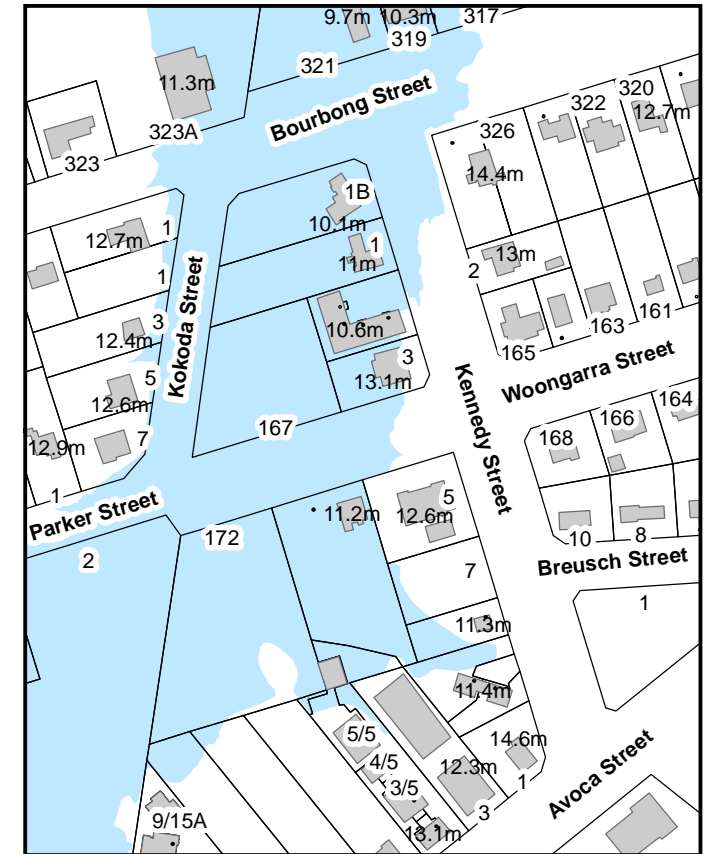 9.7m
10.3m
317
319
321
11.3m
Bourbong Street
323A
323
320
322
12.7m
326
14.4m
1B
10.1m
1
12.7m
1
11m
13m
2
1
Kokoda Street
3
12.4m
10.6m
161
163
165
3
13.1m
5
12.6m
Woongarra Street
Kennedy Street
164
166
168
167
7
12.9m
1
Parker Street
5
12.6m
11.2m
172
2
10
8
Breusch Street
7
1
11.3m
11.4m
5/5
4/5
3/5
14.6m
12.3m
1
3
Avoca Street
9/15A
13.1m